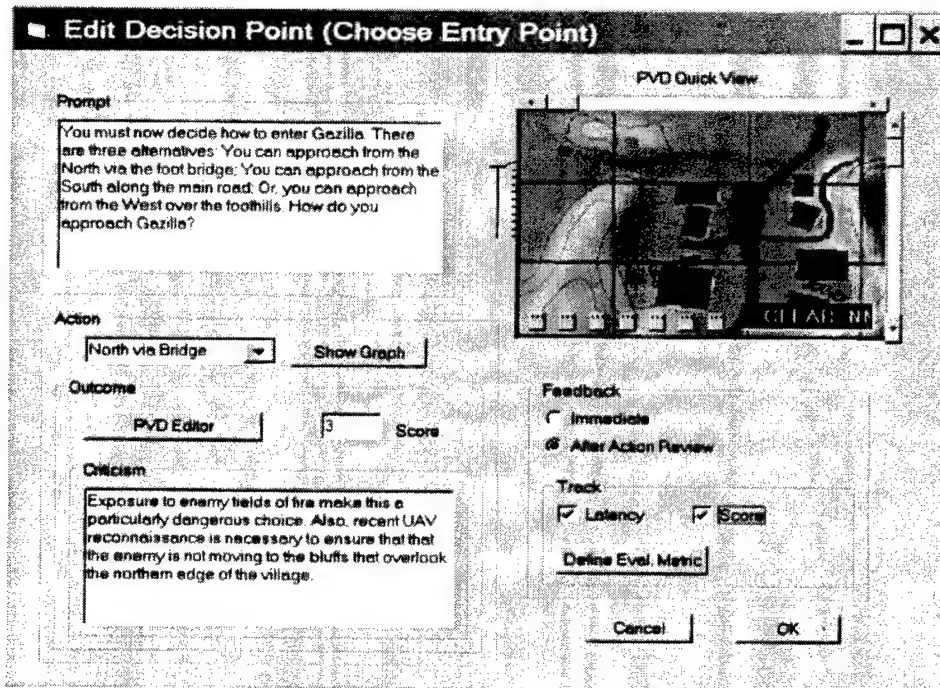 Edit Decision Point (Choose Entry Point)
PVD Quick View
Prompt
You must now decide how to enter Gazilla. There
are three alternatives: You can approach from the
North via the foot bridge; You can approach from the
South along the main road; Or, you can approach
from the West over the foothills. How do you
approach Gazilla?
CLEAR NN
Action
North via Bridge
Show Graph
Outcome
PVD Editor
3
Score
Criticism
Exposure to enemy fields of fire make this a
particularly dangerous choice. Also, recent UAV
reconnaissance is necessary to ensure that that
the enemy is not moving to the bluffs that overlook
the northern edge of the village.
Feedback
Immediate
After Action Review
Track
Latency
Score
Define Eval. Metric
Cancel
OK